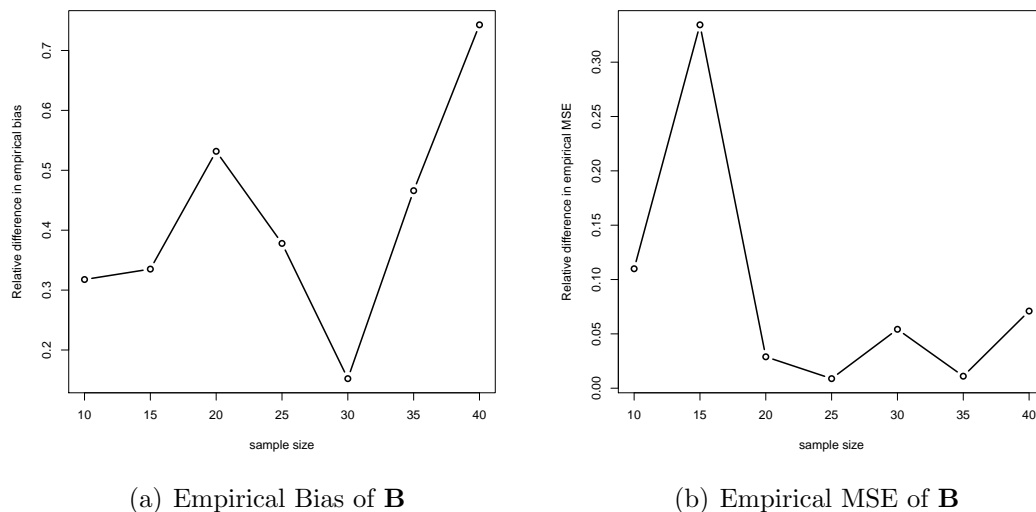 Relative difference in empirical bias
0.7
0.6
0.5
0.4
0.3
0.2
10 15 20 25 30 35 40
sample size
(a) Empirical Bias of B
Relative difference in empirical MSE
0.30
0.25
0.20
0.15
0.10
0.05
0.00
10 15 20 25 30 35 40
sample size
(b) Empirical MSE of B